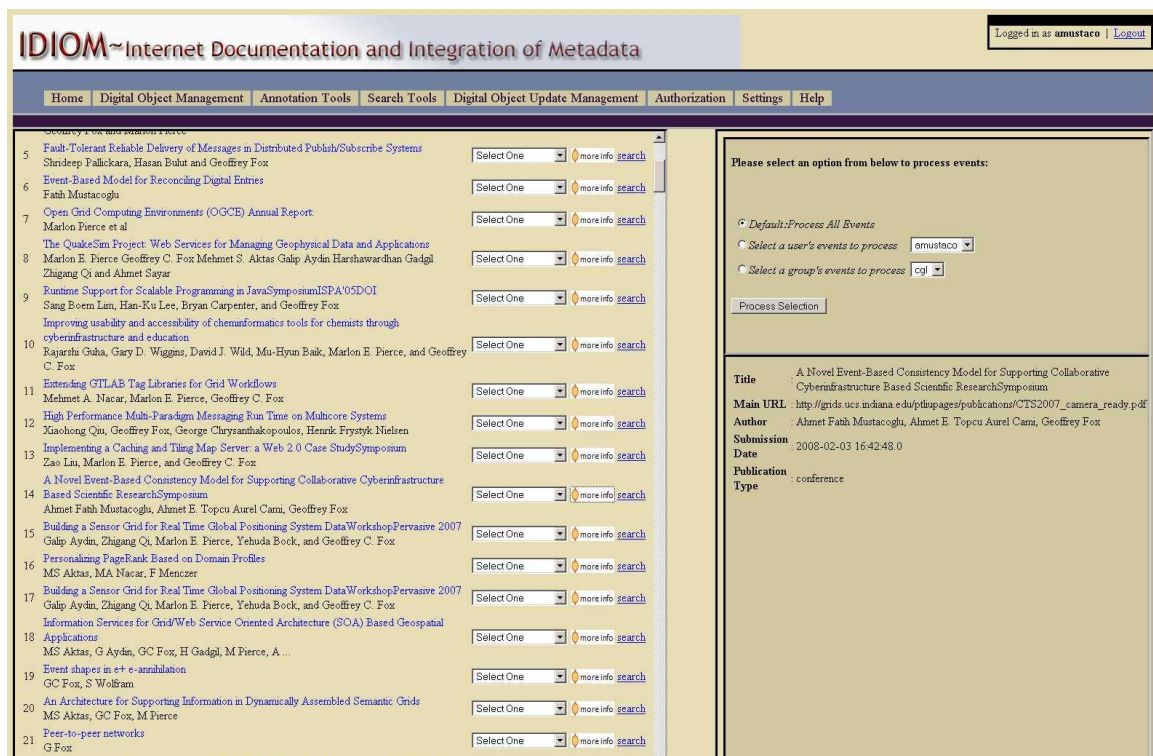 IDIOM~Internet Documentation and Integration of Metadata
Logged in as amustaco | Logout
Home Digital Object Management Annotation Tools Search Tools Digital Object Update Management Authorization Settings Help
Geoffrey Fox and Marlon Pierce
5 Fault-Tolerant Reliable Delivery of Messages in Distributed Publish/Subscribe Systems
Shrideep Pallickara, Hasan Bulut and Geoffrey Fox
Select One more info search
6 Event-Based Model for Reconciling Digital Entries
Fatih Mustacoglu
Select One more info search
7 Open Grid Computing Environments (OGCE) Annual Report:
Marlon Pierce et al
Select One more info search
8 The QuakeSim Project: Web Services for Managing Geophysical Data and Applications
Marlon E. Pierce Geoffrey C. Fox Mehmet S. Aktas Galip Aydin Harshawardhan Gadgil
Zhigang Qi and Ahmet Sayar
Select One more info search
9 Runtime Support for Scalable Programming in JavaSymposiumISPA'05DOI
Sang Boem Lim, Han-Ku Lee, Bryan Carpenter, and Geoffrey Fox
Select One more info search
10 Improving usability and accessibility of cheminformatics tools for chemists through
cyberinfrastructure and education
Rajarshi Guha, Gary D. Wiggins, David J. Wild, Mu-Hyun Baik, Marlon E. Pierce, and Geoffrey
C. Fox
Select One more info search
11 Extending GTLAB Tag Libraries for Grid Workflows
Mehmet A. Nacar, Marlon E. Pierce, Geoffrey C. Fox
Select One more info search
12 High Performance Multi-Paradigm Messaging Run Time on Multicore Systems
Xiaohong Qiu, Geoffrey Fox, George Chrysanthakopoulos, Henrik Frystyk Nielsen
Select One more info search
13 Implementing a Caching and Tiling Map Server: a Web 2.0 Case StudySymposium
Zao Liu, Marlon E. Pierce, and Geoffrey C. Fox
Select One more info search
14 A Novel Event-Based Consistency Model for Supporting Collaborative Cyberinfrastructure
Based Scientific ResearchSymposium
Ahmet Fatih Mustacoglu, Ahmet E. Topcu Aurel Cami, Geoffrey Fox
Select One more info search
15 Building a Sensor Grid for Real Time Global Positioning System DataWorkshopPervasive 2007
Galip Aydin, Zhigang Qi, Marlon E. Pierce, Yehuda Bock, and Geoffrey C. Fox
Select One more info search
16 Personalizing PageRank Based on Domain Profiles
MS Aktas, MA Nacar, F Menczer
Select One more info search
17 Building a Sensor Grid for Real Time Global Positioning System DataWorkshopPervasive 2007
Galip Aydin, Zhigang Qi, Marlon E. Pierce, Yehuda Bock, and Geoffrey C. Fox
Select One more info search
18 Information Services for Grid/Web Service Oriented Architecture (SOA) Based Geospatial
Applications
MS Aktas, G Aydin, GC Fox, H Gadgil, M Pierce, A ...
Select One more info search
19 Event shapes in e+ e-annihilation
GC Fox, S Wolfram
Select One more info search
20 An Architecture for Supporting Information in Dynamically Assembled Semantic Grids
MS Aktas, GC Fox, M Pierce
Select One more info search
21 Peer-to-peer networks
G Fox
Select One more info search
Please select an option from below to process events:
Default:Process All Events
Select a user's events to process amustaco
Select a group's events to process cgl
Process Selection
Title : A Novel Event-Based Consistency Model for Supporting Collaborative
Cyberinfrastructure Based Scientific ResearchSymposium
Main URL : http://grids.ucs.indiana.edu/ptliupages/publications/CTS2007_camera_ready.pdf
Author : Ahmet Fatih Mustacoglu, Ahmet E. Topcu Aurel Cami, Geoffrey Fox
Submission
Date : 2008-02-03 16:42:48.0
Publication
Type : conference